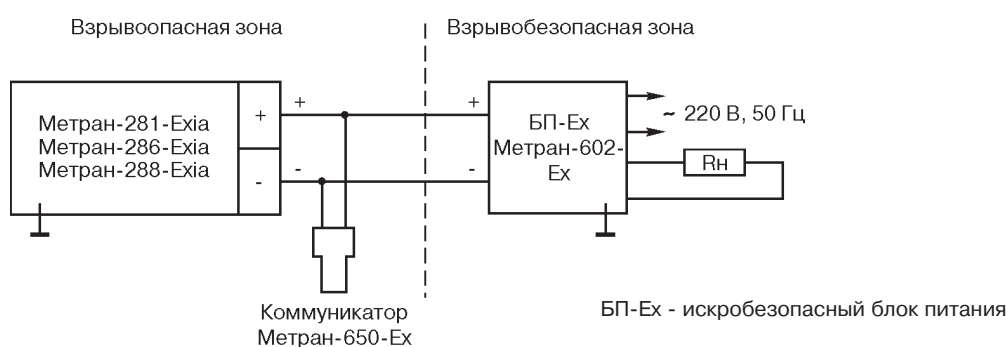 Взрывоопасная зона
Взрывобезопасная зона
Метран-281-Exia
Метран-286-Exia
Метран-288-Exia
+
-
+
-
+
-
БП-Ex
Метран-602-
Ex
~ 220 В, 50 Гц
Rн
Коммуникатор
Метран-650-Ex
БП-Ex - искробезопасный блок питания